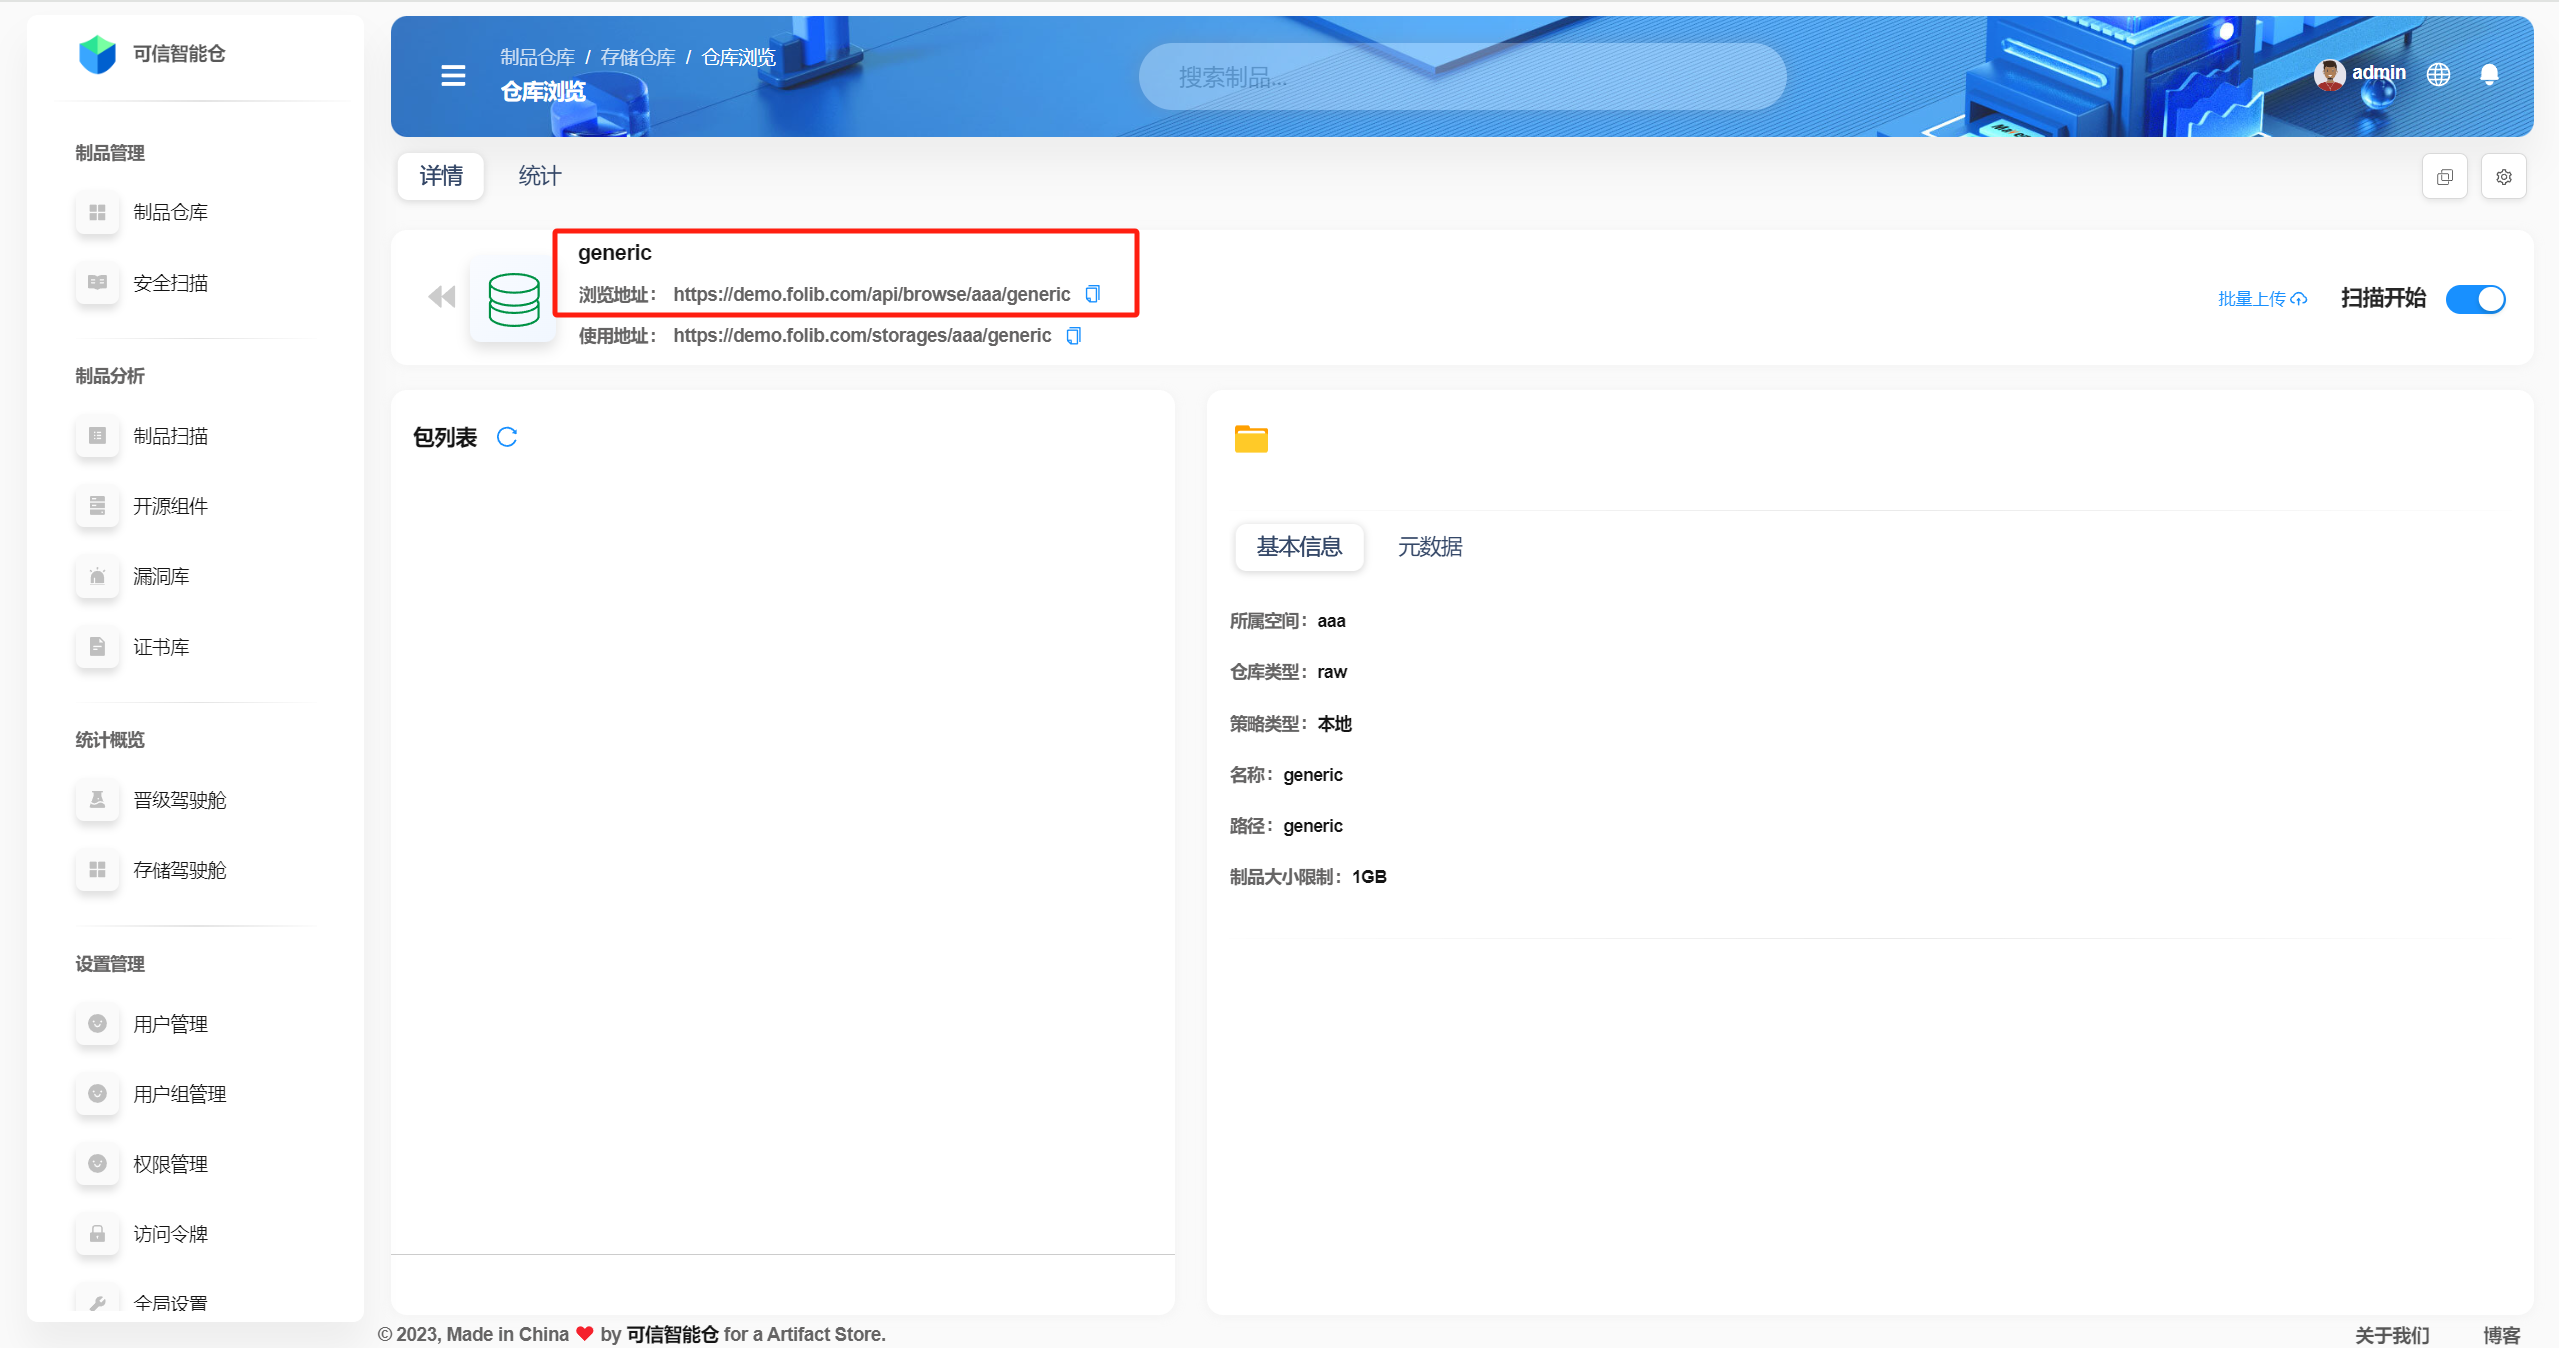 可信智能仓
制品管理
制品仓库
安全扫描
制品分析
制品扫描
开源组件
漏洞库
证书库
统计概览
晋级驾驶舱
存储驾驶舱
设置管理
用户管理
用户组管理
权限管理
访问令牌
全局设置
制品仓库 / 存储仓库 / 仓库浏览
仓库浏览
搜索制品...
admin
详情 统计
generic
浏览地址： https://demo.folib.com/api/browse/aaa/generic
使用地址： https://demo.folib.com/storages/aaa/generic
批量上传 扫描开始
包列表
基本信息 元数据
所属空间： aaa
仓库类型： raw
策略类型： 本地
名称： generic
路径： generic
制品大小限制： 1GB
© 2023, Made in China ❤ by 可信智能仓 for a Artifact Store.
关于我们 博客